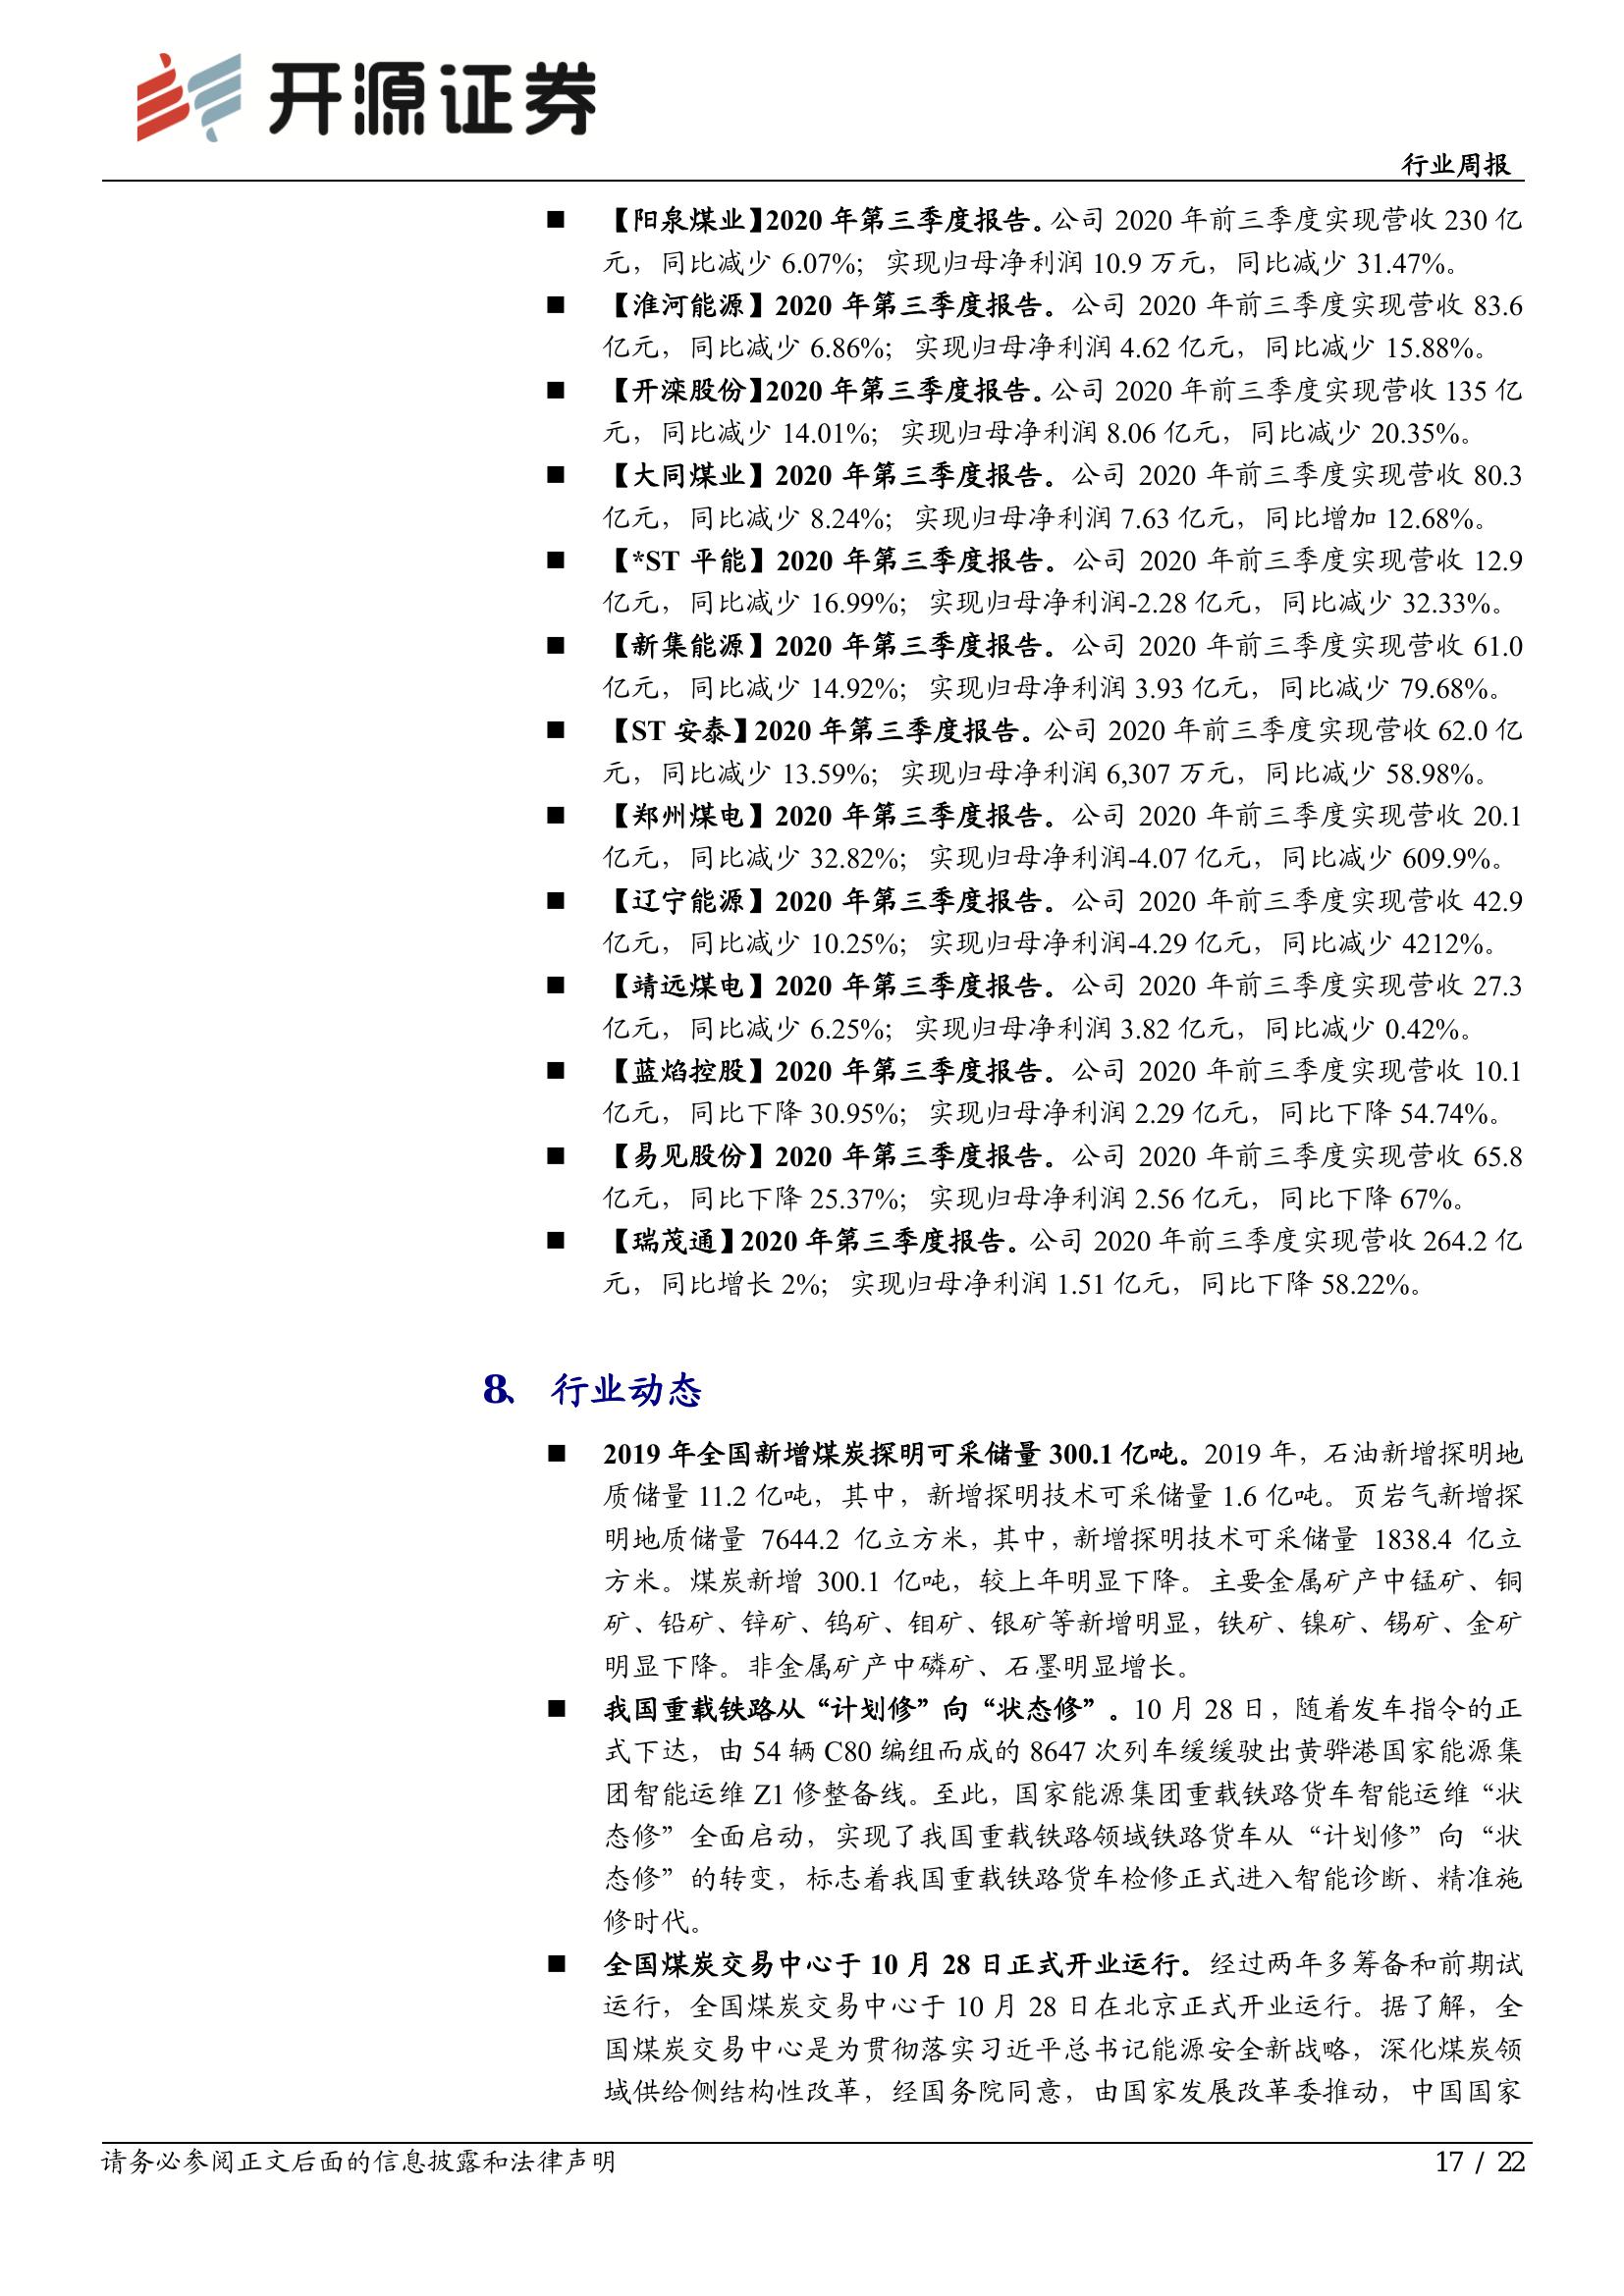 开源证券
行业周报
■ 【阳泉煤业】2020 年第三季度报告。公司 2020 年前三季度实现营收 230 亿
元，同比减少 6.07%；实现归母净利润 10.9 万元，同比减少 31.47%。
■ 【淮河能源】2020 年第三季度报告。公司 2020 年前三季度实现营收 83.6
亿元，同比减少 6.86%；实现归母净利润 4.62 亿元，同比减少 15.88%。
■ 【开滦股份】2020 年第三季度报告。公司 2020 年前三季度实现营收 135 亿
元，同比减少 14.01%；实现归母净利润 8.06 亿元，同比减少 20.35%。
■ 【大同煤业】2020 年第三季度报告。公司 2020 年前三季度实现营收 80.3
亿元，同比减少 8.24%；实现归母净利润 7.63 亿元，同比增加 12.68%。
■ 【*ST 平能】2020 年第三季度报告。公司 2020 年前三季度实现营收 12.9
亿元，同比减少 16.99%；实现归母净利润-2.28 亿元，同比减少 32.33%。
■ 【新集能源】2020 年第三季度报告。公司 2020 年前三季度实现营收 61.0
亿元，同比减少 14.92%；实现归母净利润 3.93 亿元，同比减少 79.68%。
■ 【ST 安泰】2020 年第三季度报告。公司 2020 年前三季度实现营收 62.0 亿
元，同比减少 13.59%；实现归母净利润 6,307 万元，同比减少 58.98%。
■ 【郑州煤电】2020 年第三季度报告。公司 2020 年前三季度实现营收 20.1
亿元，同比减少 32.82%；实现归母净利润-4.07 亿元，同比减少 609.9%。
■ 【辽宁能源】2020 年第三季度报告。公司 2020 年前三季度实现营收 42.9
亿元，同比减少 10.25%；实现归母净利润-4.29 亿元，同比减少 4212%。
■ 【靖远煤电】2020 年第三季度报告。公司 2020 年前三季度实现营收 27.3
亿元，同比减少 6.25%；实现归母净利润 3.82 亿元，同比减少 0.42%。
■ 【蓝焰控股】2020 年第三季度报告。公司 2020 年前三季度实现营收 10.1
亿元，同比下降 30.95%；实现归母净利润 2.29 亿元，同比下降 54.74%。
■ 【易见股份】2020 年第三季度报告。公司 2020 年前三季度实现营收 65.8
亿元，同比下降 25.37%；实现归母净利润 2.56 亿元，同比下降 67%。
■ 【瑞茂通】2020 年第三季度报告。公司 2020 年前三季度实现营收 264.2 亿
元，同比增长 2%；实现归母净利润 1.51 亿元，同比下降 58.22%。
8、 行业动态
■ 2019 年全国新增煤炭探明可采储量 300.1 亿吨。2019 年，石油新增探明地
质储量 11.2 亿吨，其中，新增探明技术可采储量 1.6 亿吨。页岩气新增探
明地质储量 7644.2 亿立方米，其中，新增探明技术可采储量 1838.4 亿立
方米。煤炭新增 300.1 亿吨，较上年明显下降。主要金属矿产中锰矿、铜
矿、铅矿、锌矿、钨矿、钼矿、银矿等新增明显，铁矿、镍矿、锡矿、金矿
明显下降。非金属矿产中磷矿、石墨明显增长。
■ 我国重载铁路从“计划修”向“状态修”。10 月 28 日，随着发车指令的正
式下达，由 54 辆 C80 编组而成的 8647 次列车缓缓驶出黄骅港国家能源集
团智能运维 Z1 修整备线。至此，国家能源集团重载铁路货车智能运维“状
态修”全面启动，实现了我国重载铁路领域铁路货车从“计划修”向“状
态修”的转变，标志着我国重载铁路货车检修正式进入智能诊断、精准施
修时代。
■ 全国煤炭交易中心于 10 月 28 日正式开业运行。经过两年多筹备和前期试
运行，全国煤炭交易中心于 10 月 28 日在北京正式开业运行。据了解，全
国煤炭交易中心是为贯彻落实习近平总书记能源安全新战略，深化煤炭领
域供给侧结构性改革，经国务院同意，由国家发展改革委推动，中国国家
请务必参阅正文后面的信息披露和法律声明
17 / 22